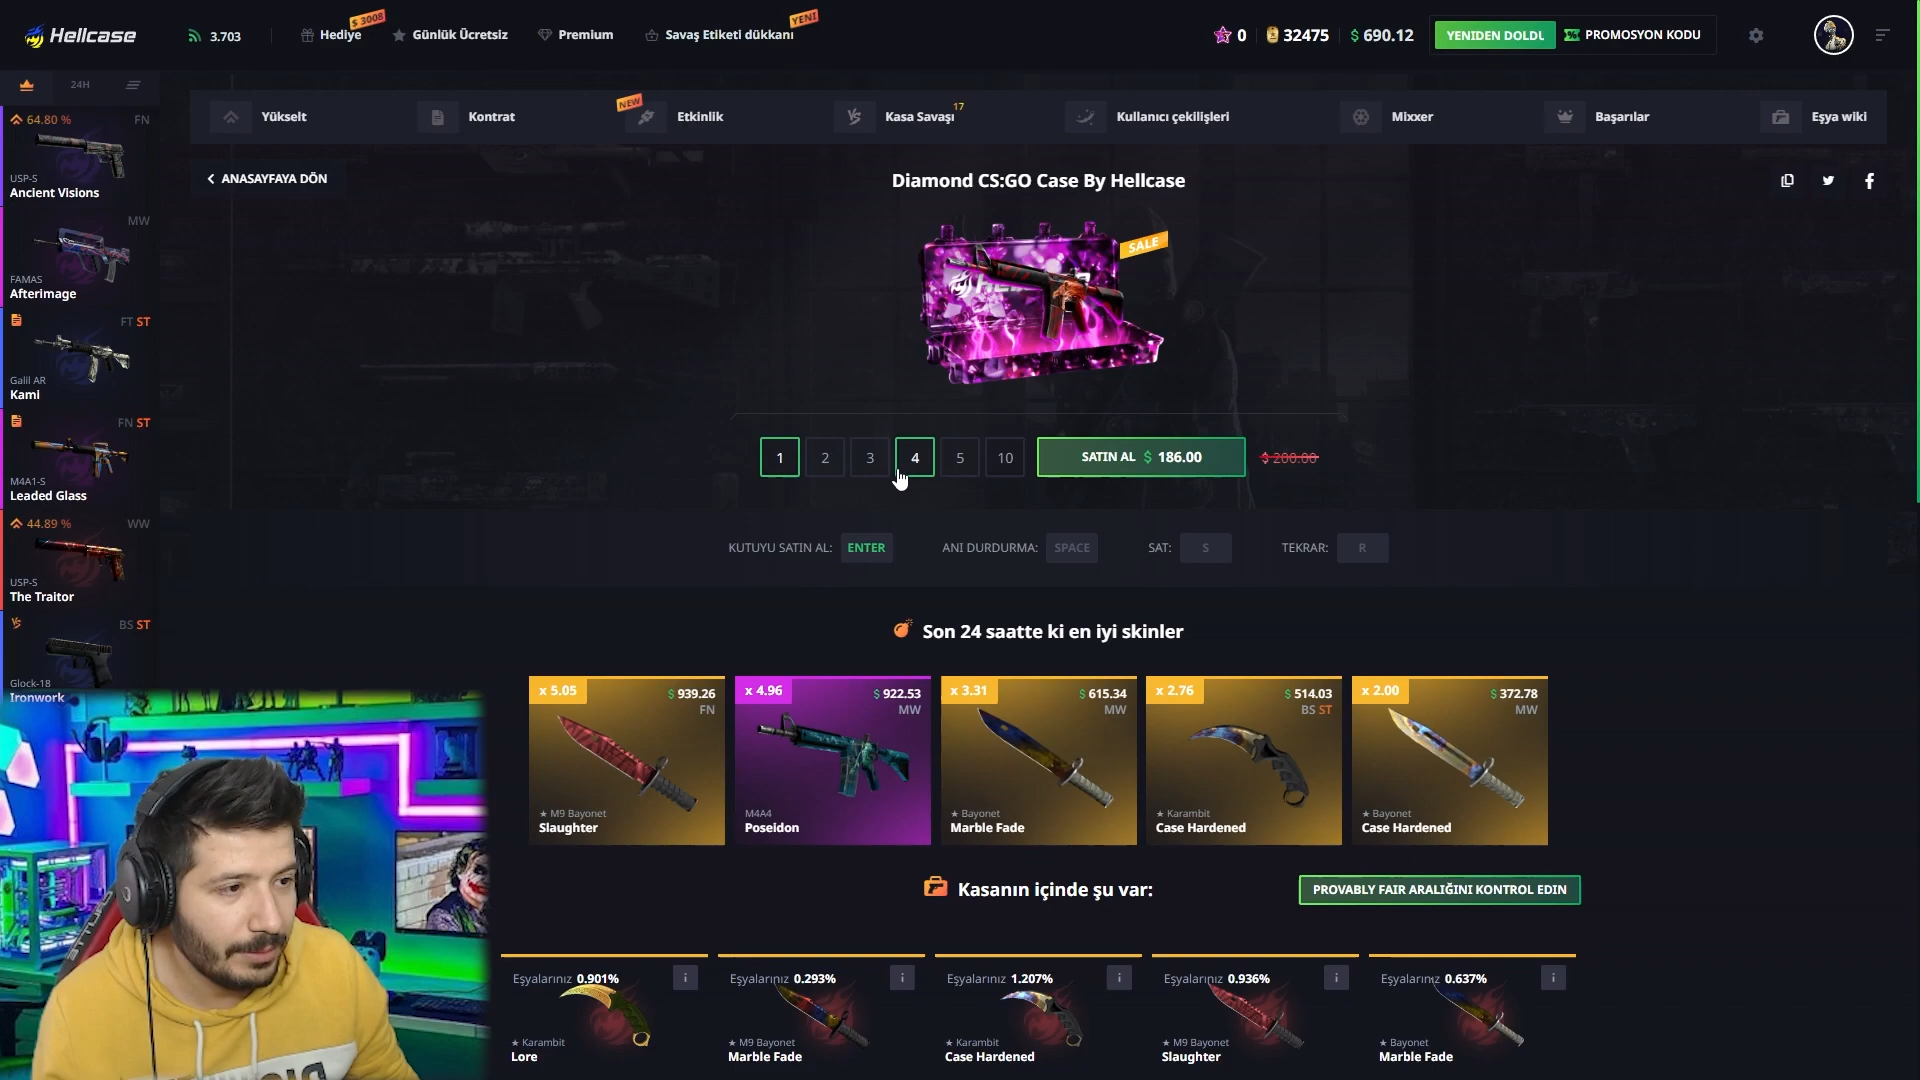 Hellcase
3.703
Hediye
$ 3008
Günlük Ücretsiz
Premium
Savaş Etiketi dükkanı
YENİ
0
32475
$ 690.12
YENIDEN DOLDU
PROMOSYON KODU
24H
Yükselt
Kontrat
NEW
Etkinlik
Kasa Savaşı
17
Kullanıcı çekilişleri
Mixxer
Başarılar
Eşya wiki
ANASAYFAYA DÖN
Diamond CS:GO Case By Hellcase
SALE
64.80 %
FN
USP-S
Ancient Visions
MW
FAMAS
Afterimage
FT ST
Galil AR
Kami
FN ST
M4A1-S
Leaded Glass
44.89 %
WW
USP-S
The Traitor
BS ST
Glock-18
Ironwork
1
2
3
4
5
10
SATIN AL $ 186.00
$ 200.00
KUTUYU SATIN AL: ENTER
ANI DURDURMA: SPACE
SAT: S
TEKRAR: R
Son 24 saatte ki en iyi skinler
x 5.05
$ 939.26
FN
★ M9 Bayonet
Slaughter
x 4.96
$ 922.53
MW
M4A4
Poseidon
x 3.31
$ 615.34
MW
★ Bayonet
Marble Fade
x 2.76
$ 514.03
BS ST
★ Karambit
Case Hardened
x 2.00
$ 372.78
MW
★ Bayonet
Case Hardened
Kasanın içinde şu var:
PROVABLY FAIR ARALIĞINI KONTROL EDIN
Eşyalarınız 0.901%
i
★ Karambit
Lore
Eşyalarınız 0.293%
i
★ M9 Bayonet
Marble Fade
Eşyalarınız 1.207%
i
★ Karambit
Case Hardened
Eşyalarınız 0.936%
i
★ M9 Bayonet
Slaughter
Eşyalarınız 0.637%
i
★ Bayonet
Marble Fade